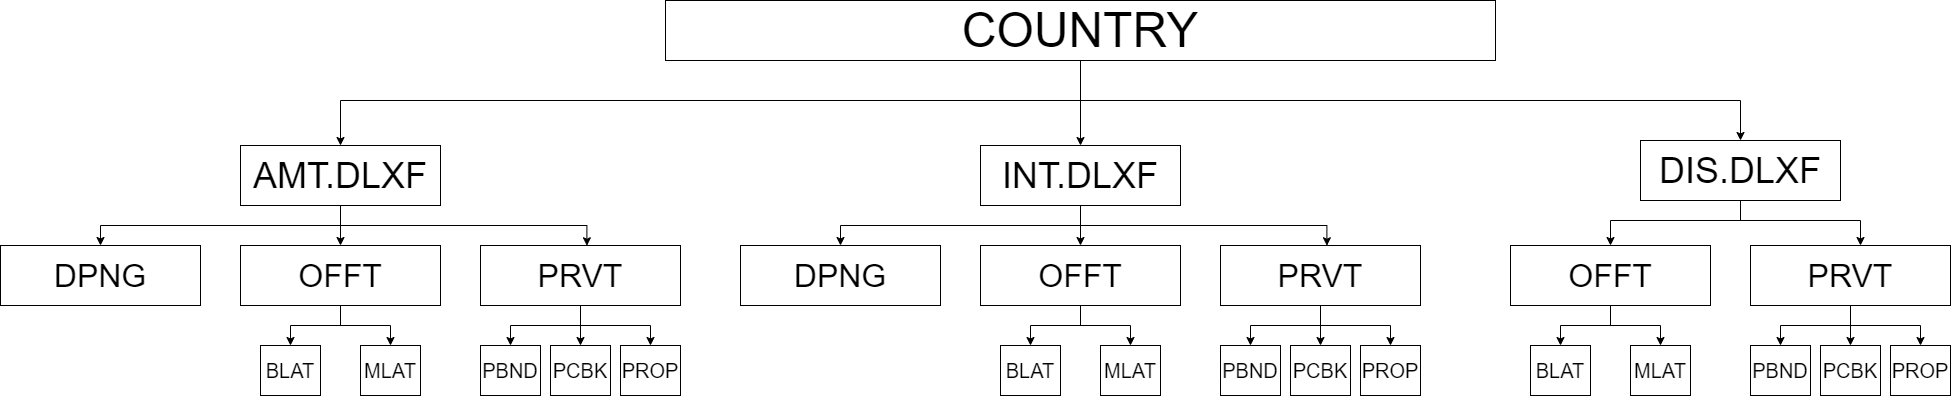 COUNTRY
AMT.DLXF
INT.DLXF
DIS.DLXF
DPNG
OFFT
PRVT
DPNG
OFFT
PRVT
OFFT
PRVT
BLAT
MLAT
PBND
PCBK
PROP
BLAT
MLAT
PBND
PCBK
PROP
BLAT
MLAT
PBND
PCBK
PROP